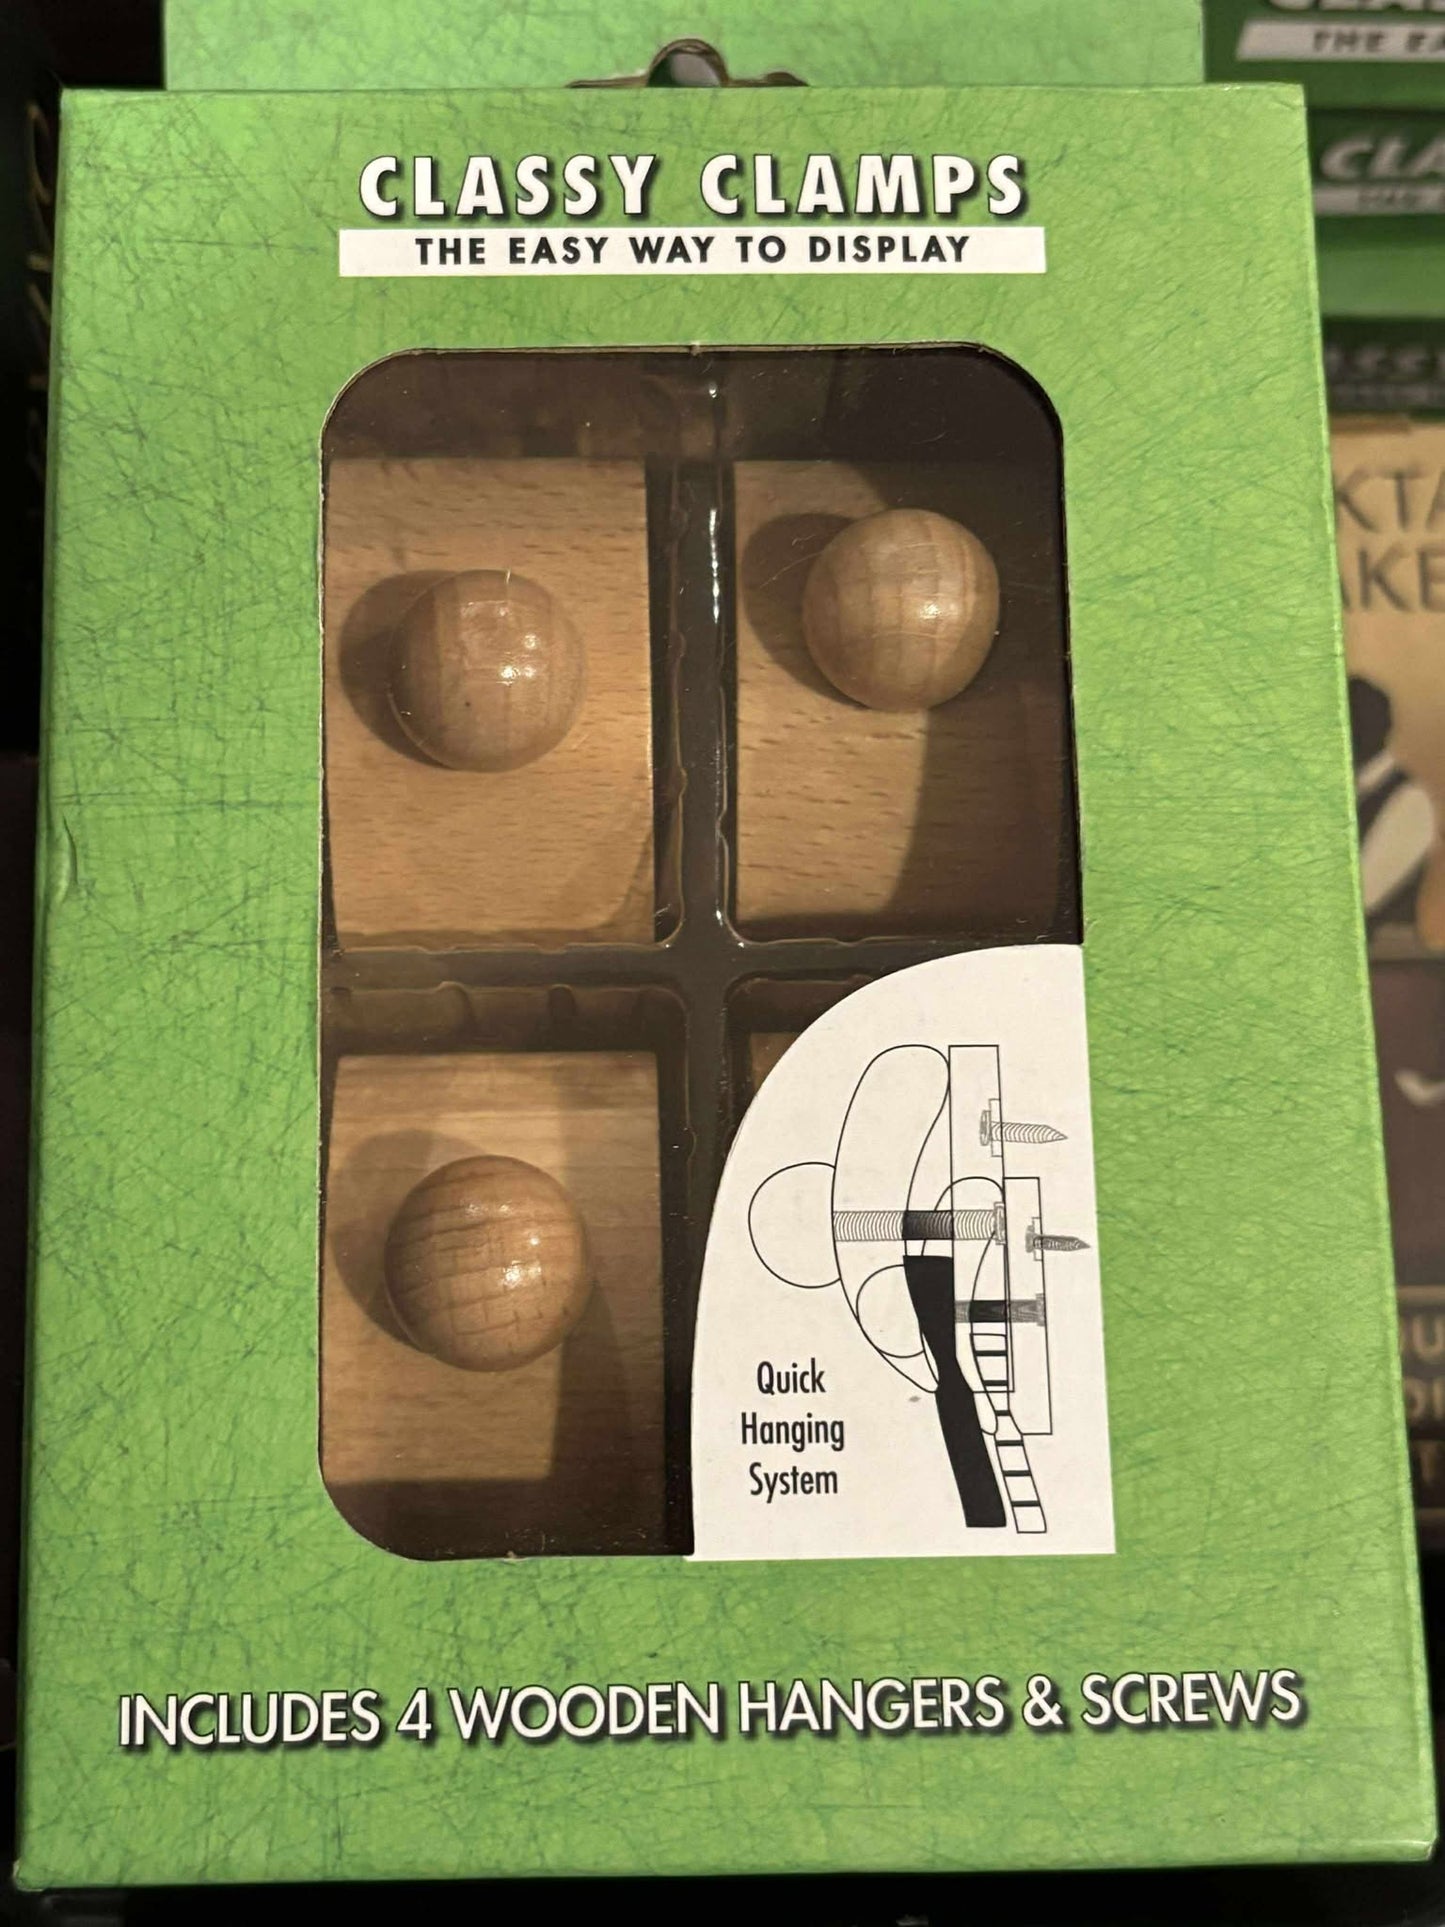 CLASSY CLAMPS
THE EASY WAY TO DISPLAY
Quick
Hanging
System
INCLUDES 4 WOODEN HANGERS & SCREWS